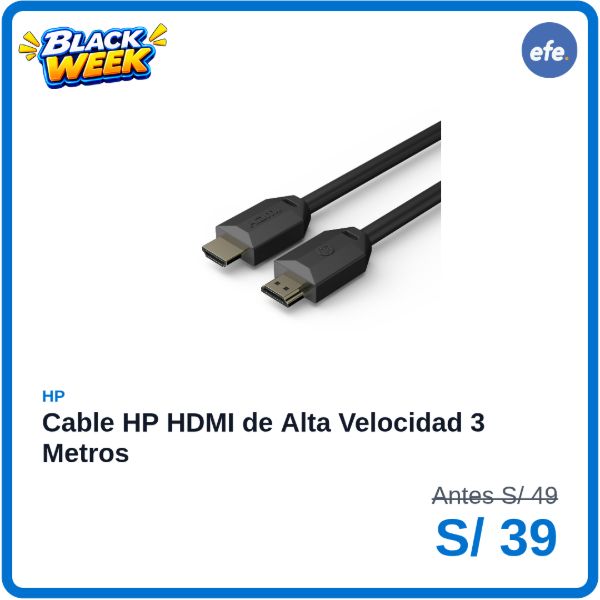 BLACK
WEEK
efe.
HP
Cable HP HDMI de Alta Velocidad 3
Metros
Antes S/ 49
S/ 39